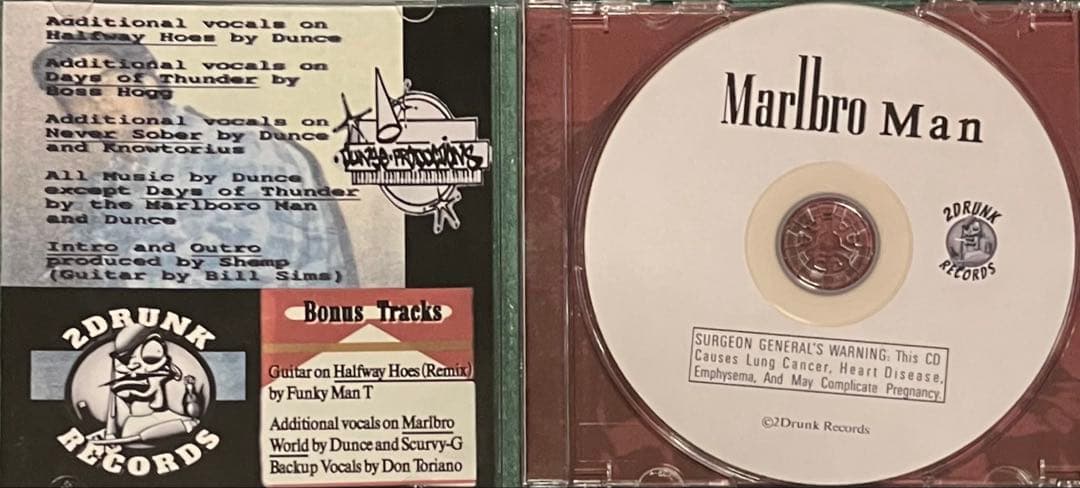 Additional vocals on
Halfway Hoes by Dunce
Additional vocals on
Days of Thunder by
Boss Hogg
Additional vocals on
Never Sober by Dunce
and Knowtorius
All Music by Dunce
except Days of Thunder
by the Marlboro Man
and Dunce
Intro and Outro
produced by Shemp
(Guitar by Bill Sims)
2DRUNK
RECORDS
Bonus Tracks
Guitar on Halfway Hoes (Remix)
by Funky Man T
Additional vocals on Marlbro
World by Dunce and Scurvy-G
Backup Vocals by Don Toriano
Marlbro Man
2DRUNK
RECORDS
SURGEON GENERAL'S WARNING: This CD
Causes Lung Cancer, Heart Disease,
Emphysema, And May Complicate Pregnancy.
©2Drunk Records